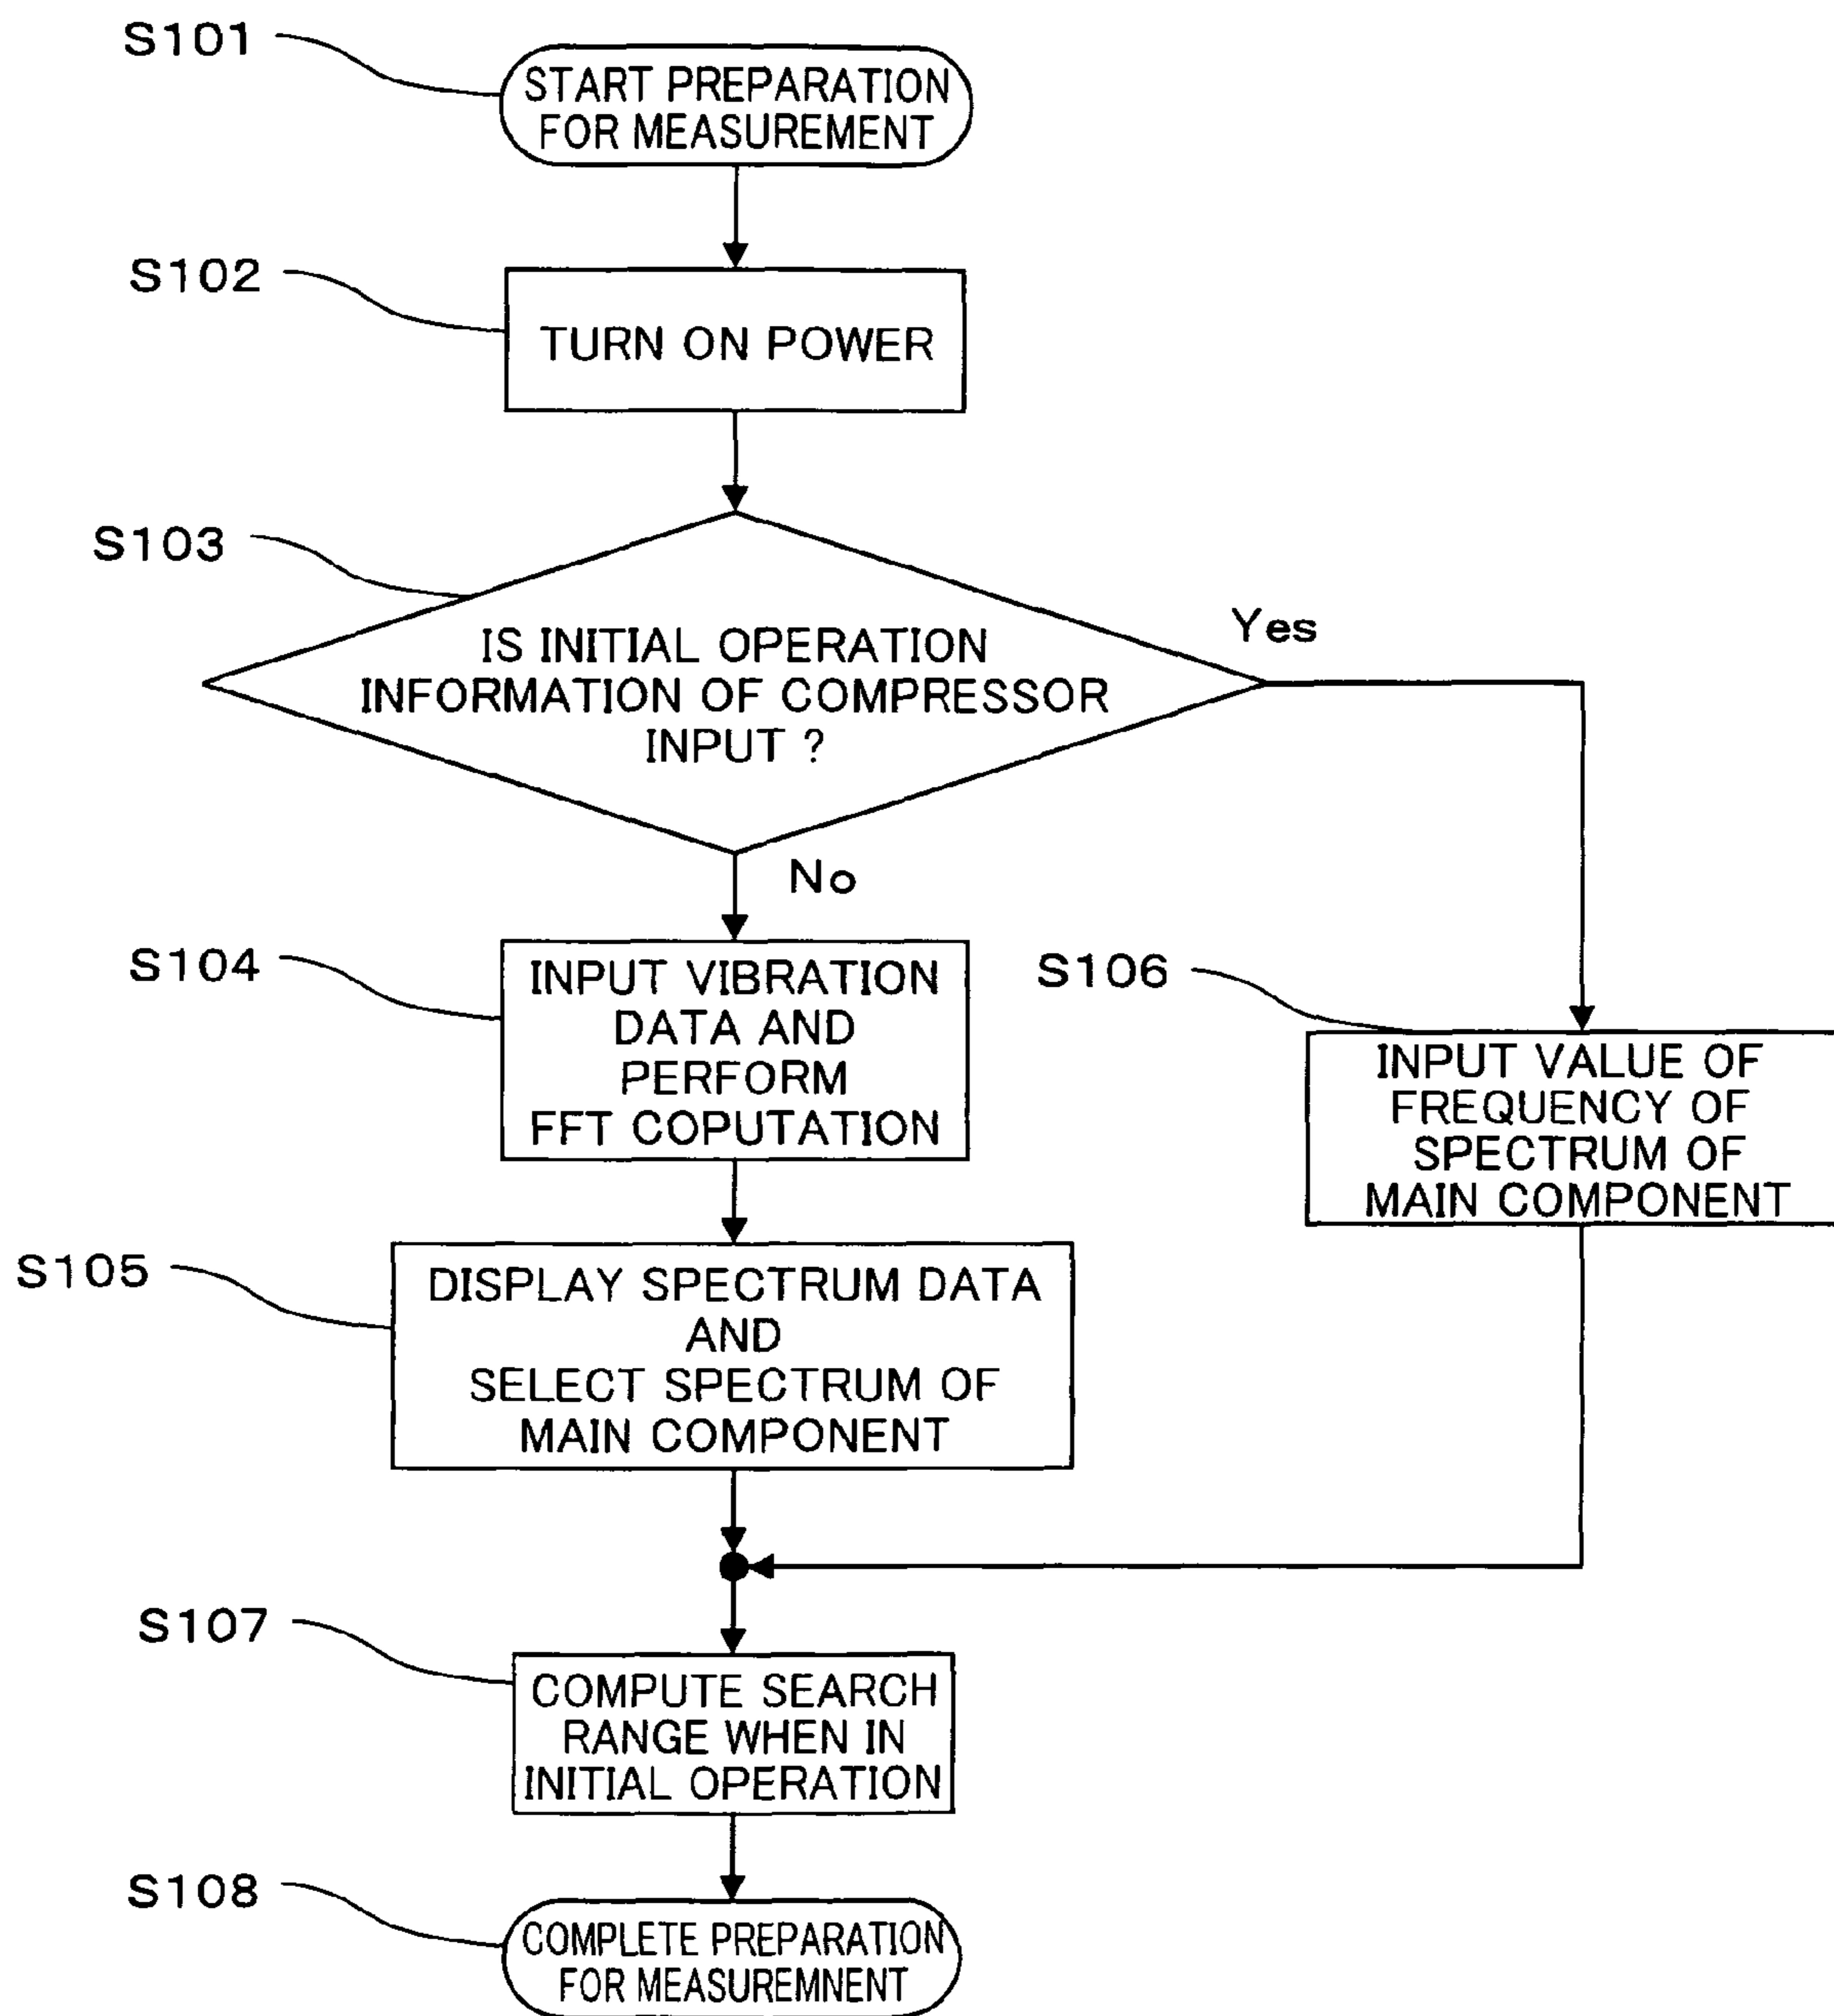 S101
START PREPARATION
FOR MEASUREMENT
S102
TURN ON POWER
S103
IS INITIAL OPERATION
INFORMATION OF COMPRESSOR
INPUT ?
Yes
No
S104
INPUT VIBRATION
DATA AND
PERFORM
FFT COPUTATION
S106
INPUT VALUE OF
FREQUENCY OF
SPECTRUM OF
MAIN COMPONENT
S105
DISPLAY SPECTRUM DATA
AND
SELECT SPECTRUM OF
MAIN COMPONENT
S107
COMPUTE SEARCH
RANGE WHEN IN
INITIAL OPERATION
S108
COMPLETE PREPARATION
FOR MEASUREMNENT